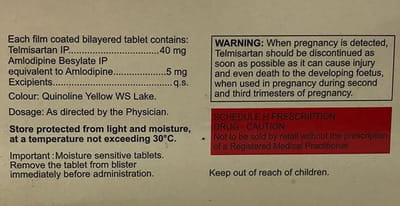 Each film coated bilayered tablet contains:
Telmisartan IP..............................40 mg
Amlodipine Besylate IP
equivalent to Amlodipine......................5 mg
Excipients........................................q.s.
Colour: Quinoline Yellow WS Lake.
Dosage: As directed by the Physician.
Store protected from light and moisture,
at a temperature not exceeding 30°C.
Important : Moisture sensitive tablets.
Remove the tablet from blister
immediately before administration.
WARNING: When pregnancy is detected,
Telmisartan should be discontinued as
soon as possible as it can cause injury
and even death to the developing foetus,
when used in pregnancy during second
and third trimesters of pregnancy.
SCHEDULE H PRESCRIPTION
DRUG - CAUTION
Not to be sold by retail without the prescription
of a Registered Medical Practitioner.
Keep out of reach of children.